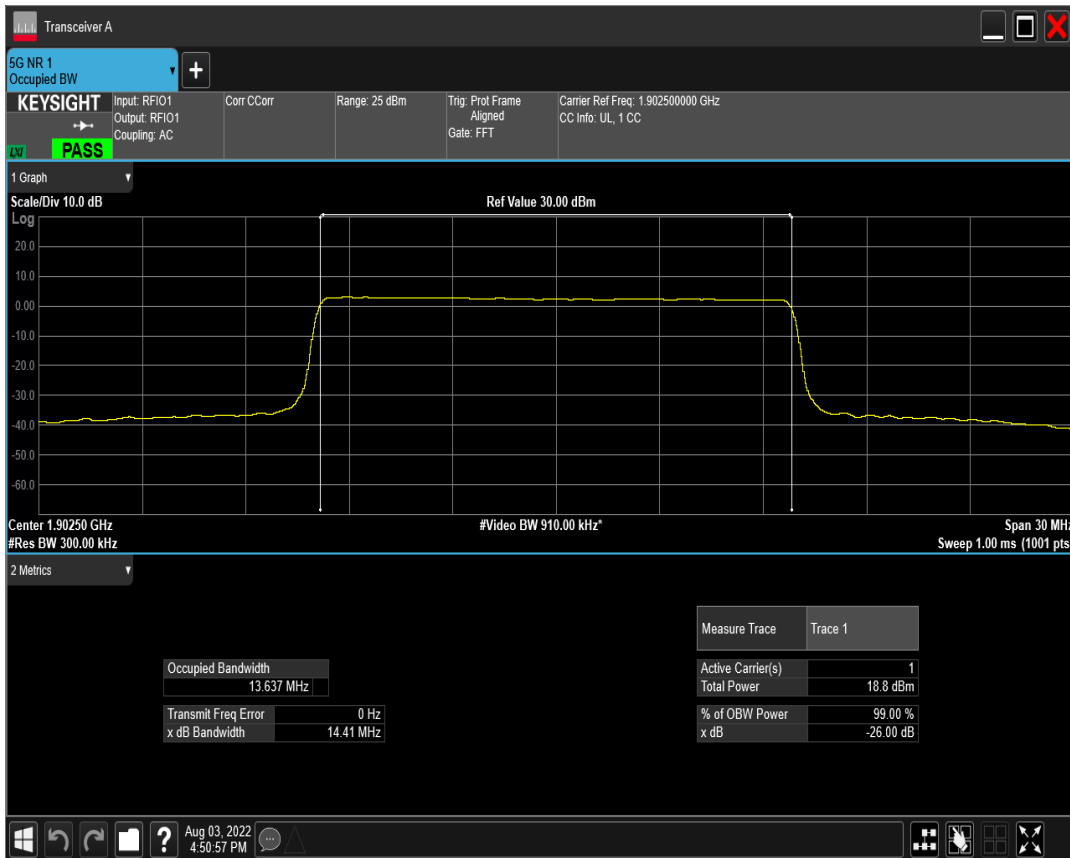 Transceiver A
5G NR 1
Occupied BW
+
KEYSIGHT
LXI
PASS
Input: RFIO1
Output: RFIO1
Coupling: AC
Corr CCorr
Range: 25 dBm
Trig: Prot Frame
Aligned
Gate: FFT
Carrier Ref Freq: 1.902500000 GHz
CC Info: UL, 1 CC
1 Graph
Scale/Div 10.0 dB
Ref Value 30.00 dBm
Log
20.0
10.0
0.00
-10.0
-20.0
-30.0
-40.0
-50.0
-60.0
Center 1.90250 GHz
#Video BW 910.00 kHz*
Span 30 MHz
#Res BW 300.00 kHz
Sweep 1.00 ms (1001 pts
2 Metrics
Measure Trace Trace 1
Occupied Bandwidth
13.637 MHz
Active Carrier(s) 1
Total Power 18.8 dBm
Transmit Freq Error 0 Hz
x dB Bandwidth 14.41 MHz
% of OBW Power 99.00 %
x dB -26.00 dB
?
Aug 03, 2022
4:50:57 PM